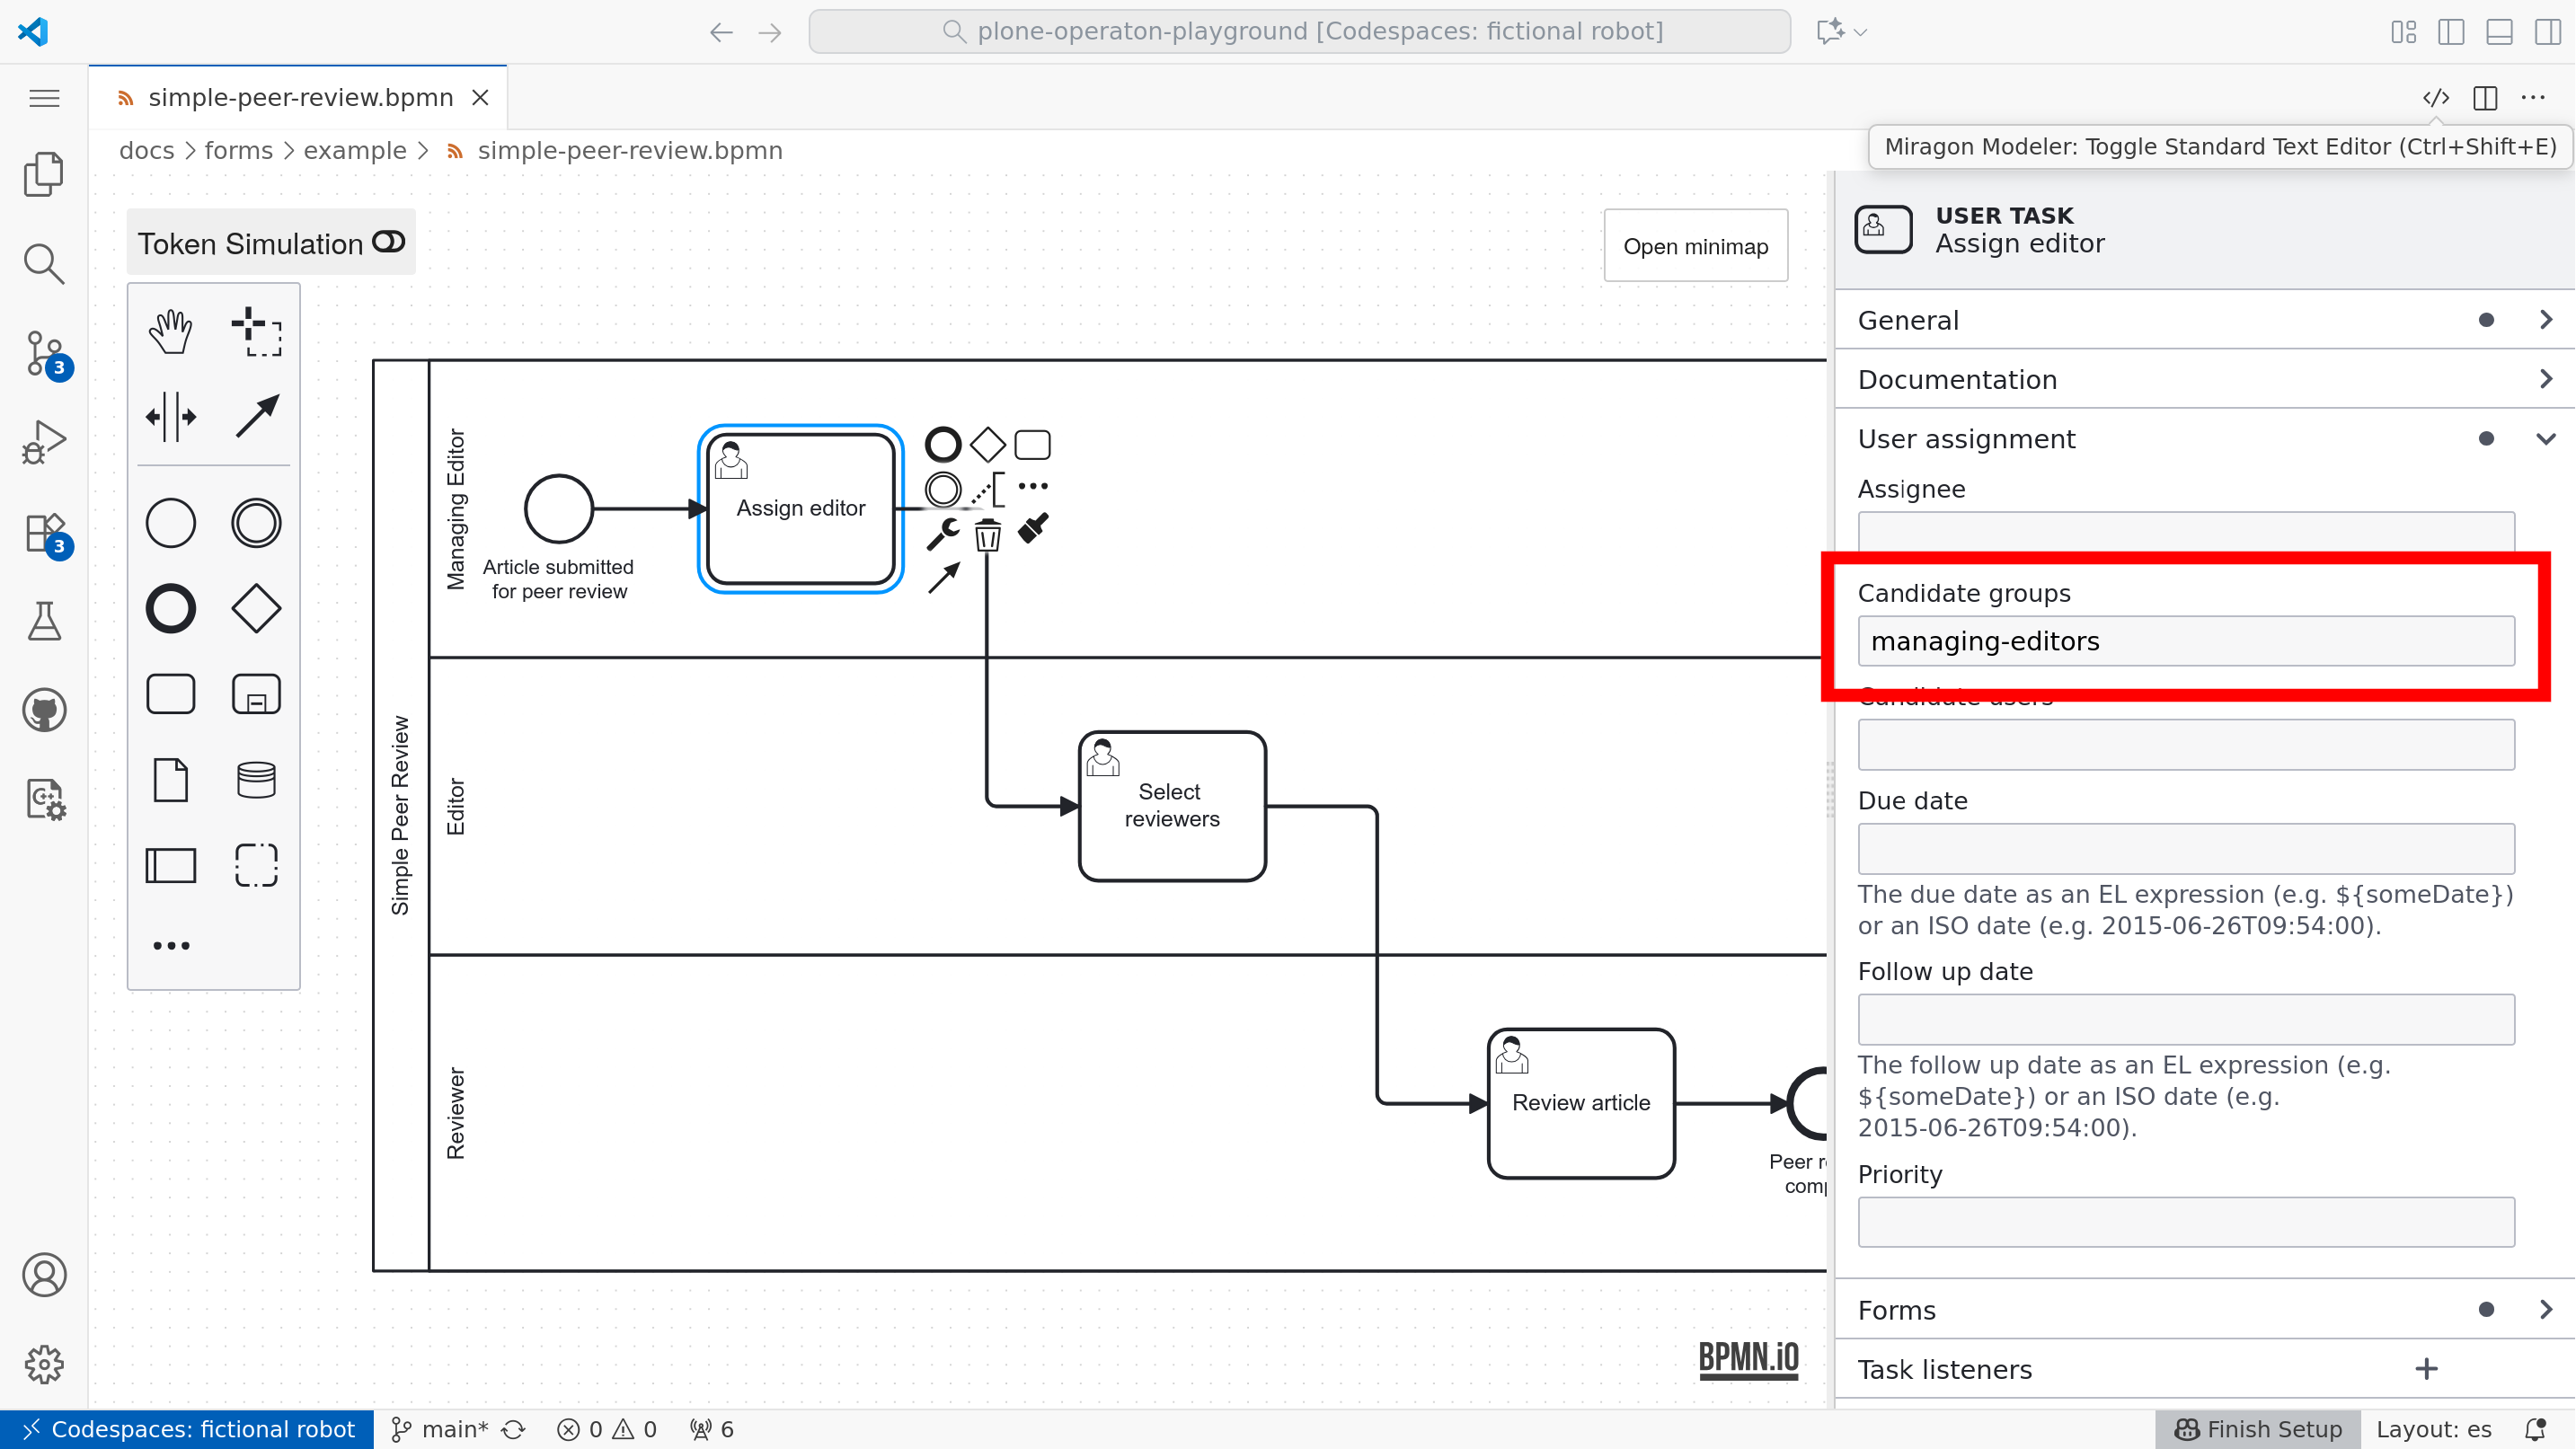 plone-operaton-playground [Codespaces: fictional robot]
simple-peer-review.bpmn
docs > forms > example > simple-peer-review.bpmn
Miragon Modeler: Toggle Standard Text Editor (Ctrl+Shift+E)
Token Simulation
Open minimap
Simple Peer Review
Managing Editor
Article submitted
for peer review
Assign editor
Editor
Select
reviewers
Reviewer
Review article
Peer r
comp
BPMN.iO
USER TASK
Assign editor
General
Documentation
User assignment
Assignee
Candidate groups
managing-editors
Candidate users
Due date
The due date as an EL expression (e.g. ${someDate})
or an ISO date (e.g. 2015-06-26T09:54:00).
Follow up date
The follow up date as an EL expression (e.g.
${someDate}) or an ISO date (e.g.
2015-06-26T09:54:00).
Priority
Forms
Task listeners
3
3
C++
Codespaces: fictional robot
main*
0
0
6
Finish Setup
Layout: es